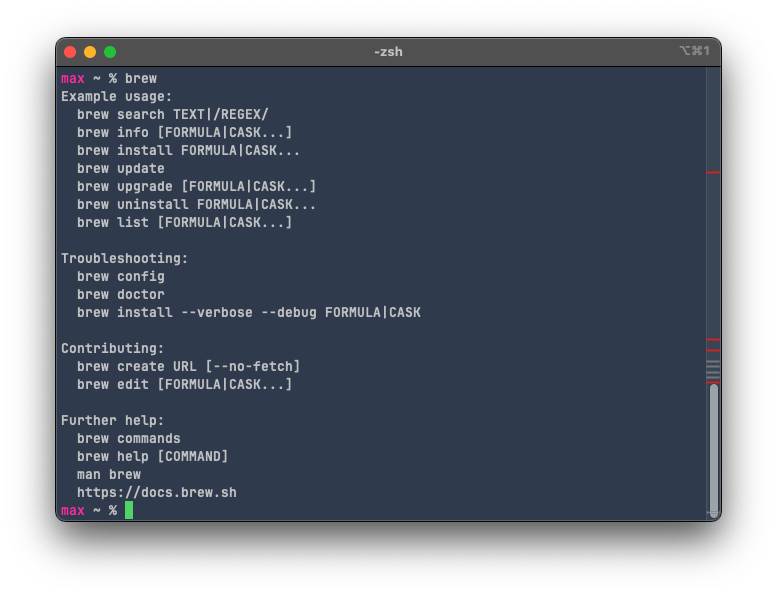 -zsh ⌥⌘1
max ~ % brew
Example usage:
  brew search TEXT|/REGEX/
  brew info [FORMULA|CASK...]
  brew install FORMULA|CASK...
  brew update
  brew upgrade [FORMULA|CASK...]
  brew uninstall FORMULA|CASK...
  brew list [FORMULA|CASK...]

Troubleshooting:
  brew config
  brew doctor
  brew install --verbose --debug FORMULA|CASK

Contributing:
  brew create URL [--no-fetch]
  brew edit [FORMULA|CASK...]

Further help:
  brew commands
  brew help [COMMAND]
  man brew
  https://docs.brew.sh
max ~ %